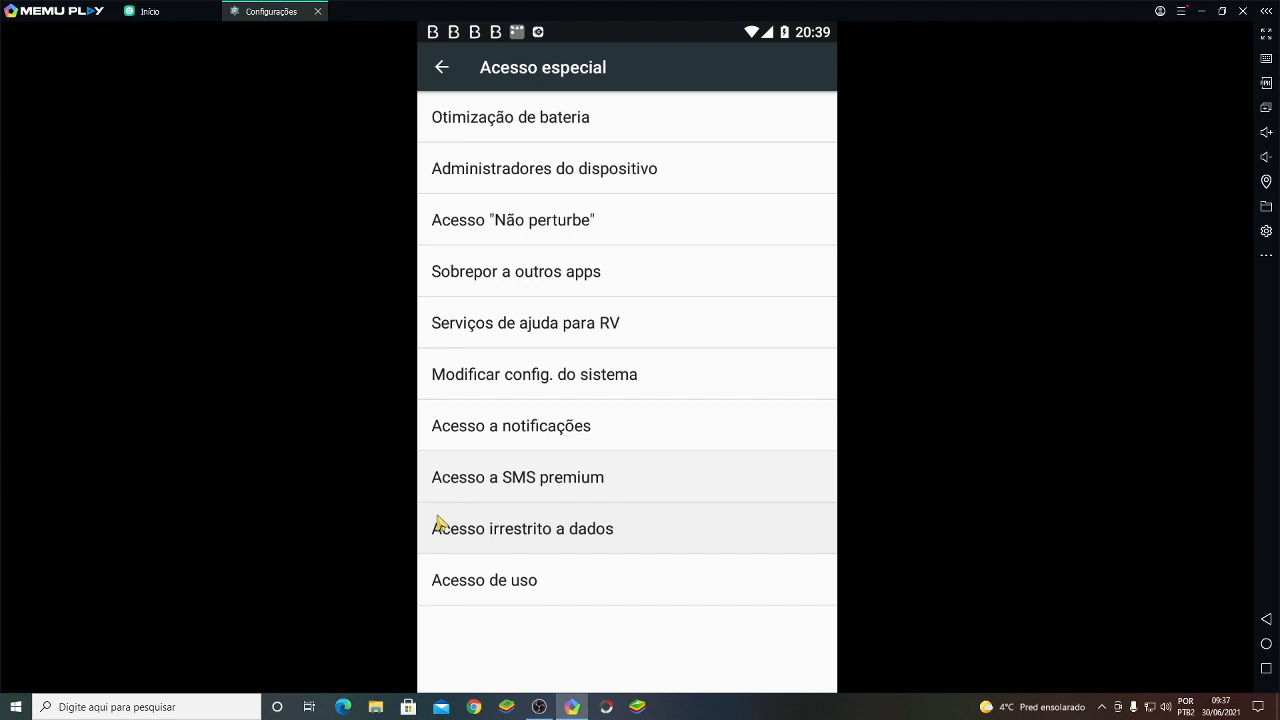 MEMU PLAY
Início
Configurações
20:39
Acesso especial
Otimização de bateria
Administradores do dispositivo
Acesso "Não perturbe"
Sobrepor a outros apps
Serviços de ajuda para RV
Modificar config. do sistema
Acesso a notificações
Acesso a SMS premium
Acesso irrestrito a dados
Acesso de uso
Digite aqui para pesquisar
4°C Pred ensolarado
POR
PTB2
09:37
30/06/2021